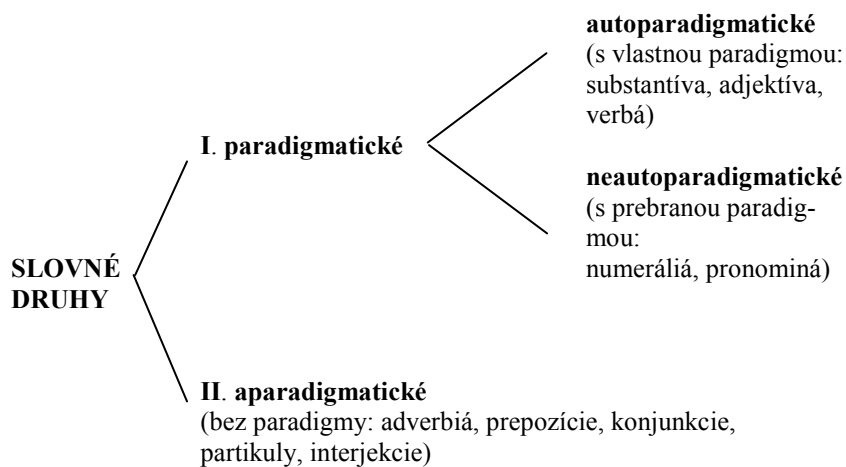 autoparadigmatické
(s vlastnou paradigmou:
substantíva, adjektíva,
verbá)
I. paradigmatické
neautoparadigmatické
(s prebranou paradig-
mou:
numeráliá, pronominá)
SLOVNÉ
DRUHY
II. aparadigmatické
(bez paradigmy: adverbiá, prepozície, konjunkcie,
partikuly, interjekcie)